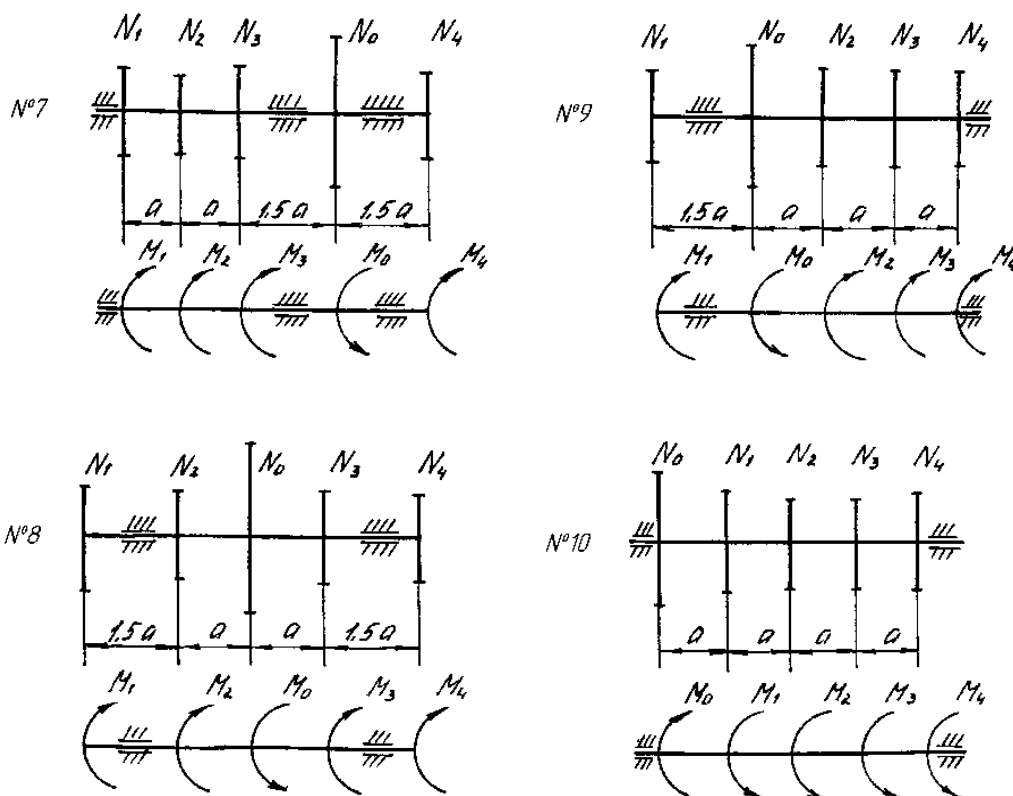 N₁ N₂ N₃ N₀ N₄
№7
a a 1,5a 1,5a
M₁ M₂ M₃ M₀ M₄
N₁ N₀ N₂ N₃ N₄
№9
1,5a a a a
M₁ M₀ M₂ M₃ M₄
N₁ N₂ N₀ N₃ N₄
№8
1,5a a a 1,5a
M₁ M₂ M₀ M₃ M₄
N₀ N₁ N₂ N₃ N₄
№10
a a a a
M₀ M₁ M₂ M₃ M₄